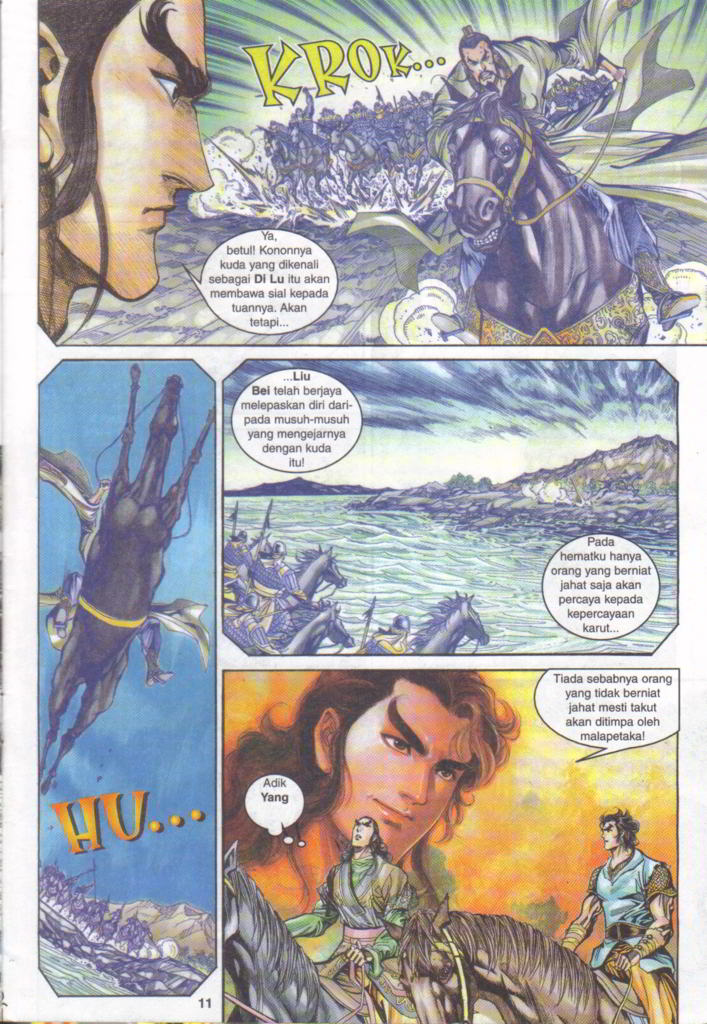 KROK...
Ya,
betul! Kononnya
kuda yang dikenali
sebagai Di Lu itu akan
membawa sial kepada
tuannya. Akan
tetapi...
...Liu
Bei telah berjaya
melepaskan diri dari-
pada musuh-musuh
yang mengejarnya
dengan kuda
itu!
Pada
hematku hanya
orang yang berniat
jahat saja akan
percaya kepada
kepercayaan
karut...
HU...
Tiada sebabnya orang
yang tidak berniat
jahat mesti takut
akan ditimpa oleh
malapetaka!
Adik
Yang
11